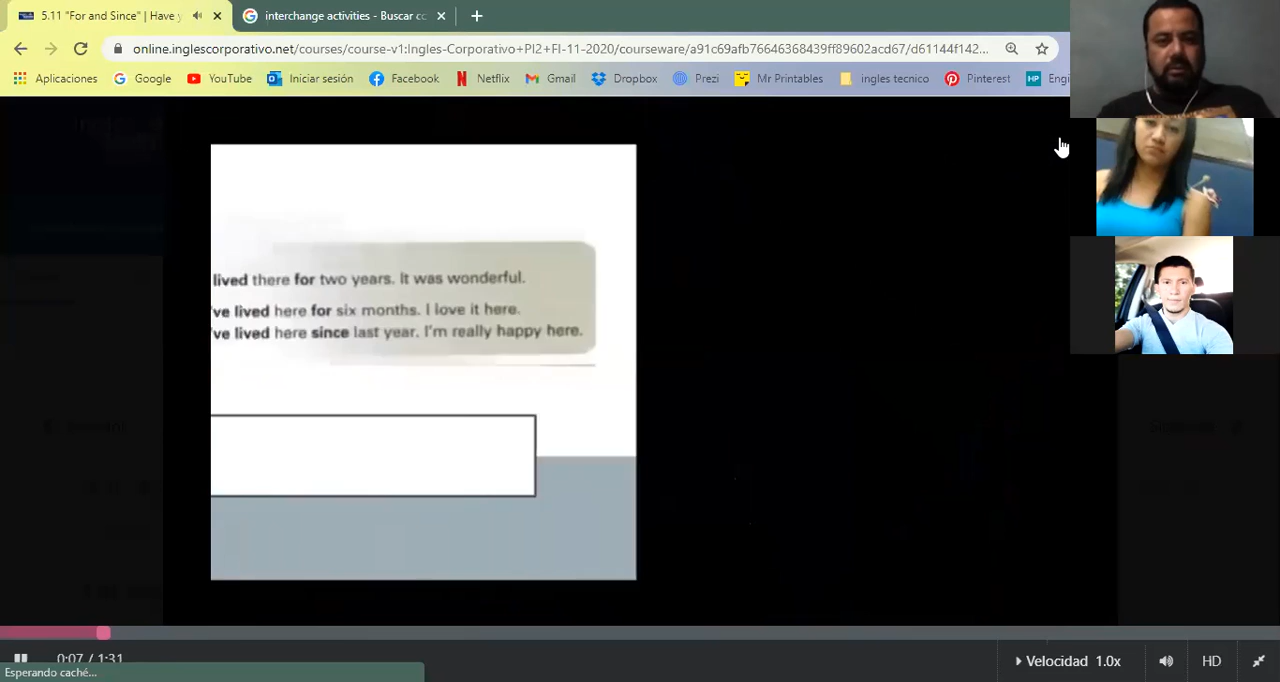 5.11 "For and Since" | Have y
interchange activities - Buscar co
online.inglescorporativo.net/courses/course-v1:Ingles-Corporativo+PI2+FI-11-2020/courseware/a91c69afb76646368439ff89602acd67/d61144f142...
Aplicaciones Google YouTube Iniciar sesión Facebook Netflix Gmail Dropbox Prezi Mr Printables ingles tecnico Pinterest HP Engl
lived there for two years. It was wonderful.
've lived here for six months. I love it here.
've lived here since last year. I'm really happy here.
0:07 / 1:31
Velocidad 1.0x HD
Esperando caché...